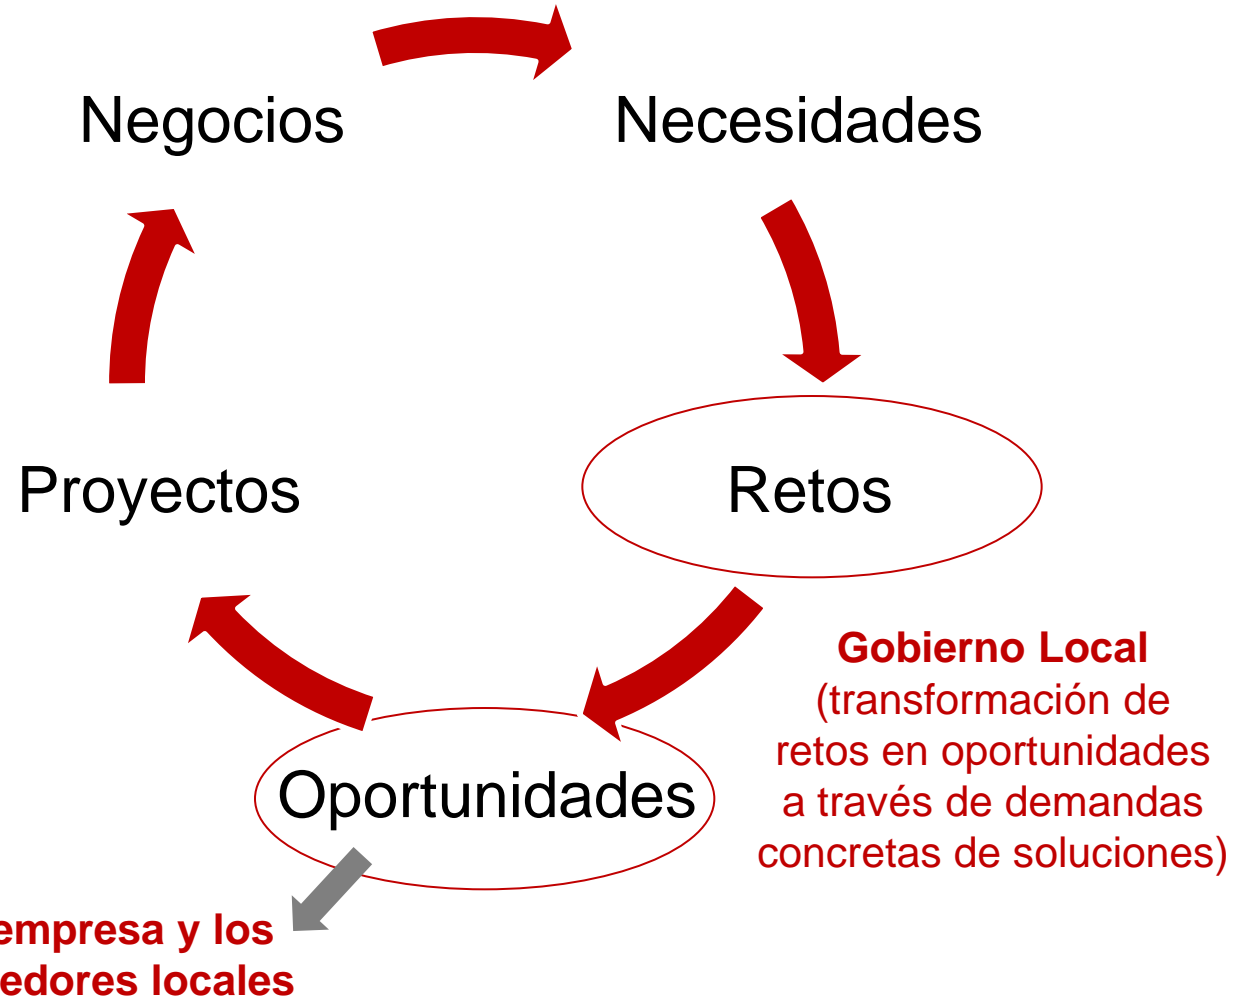 Negocios
Necesidades
Proyectos
Retos
Gobierno Local
(transformación de
retos en oportunidades
a través de demandas
concretas de soluciones)
Oportunidades
empresa y los
edores locales